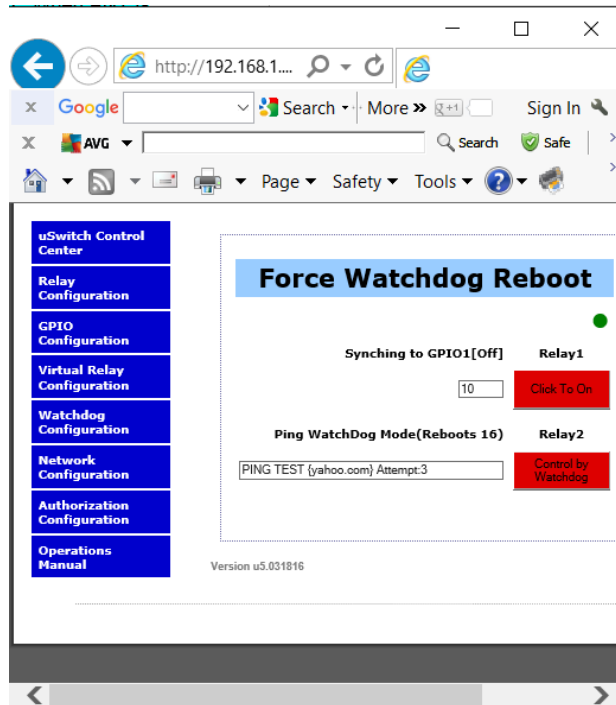 http://192.168.1....
x Google Search More » g+1 Sign In
X AVG Search Safe
Page Safety Tools
uSwitch Control
Center
Relay
Configuration
GPIO
Configuration
Virtual Relay
Configuration
Watchdog
Configuration
Network
Configuration
Authorization
Configuration
Operations
Manual
Force Watchdog Reboot
Synching to GPIO1[Off] Relay1
10 Click To On
Ping WatchDog Mode(Reboots 16) Relay2
PING TEST {yahoo.com} Attempt:3 Control by
Watchdog
Version u5.031816